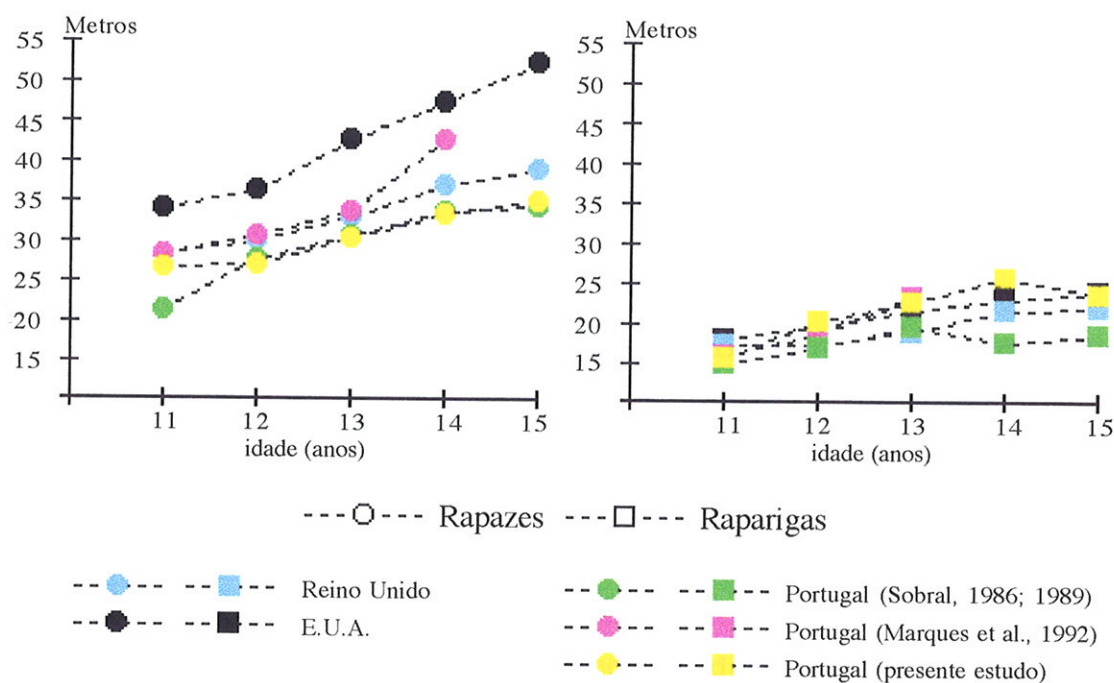 Metros
55
50
45
40
35
30
25
20
15
11 12 13 14 15
idade (anos)
Metros
55
50
45
40
35
30
25
20
15
11 12 13 14 15
idade (anos)
Rapazes Raparigas
Reino Unido
E.U.A.
Portugal (Sobral, 1986; 1989)
Portugal (Marques et al., 1992)
Portugal (presente estudo)